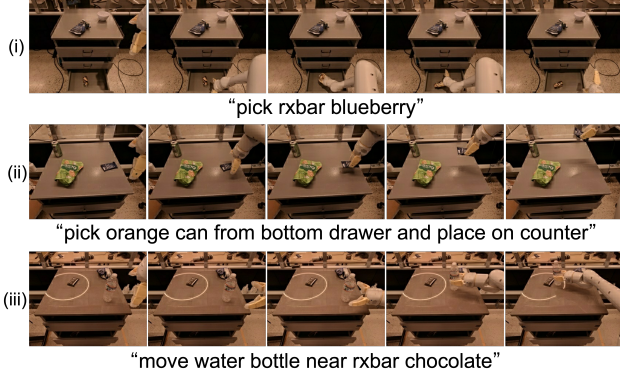 (i)
“pick rxbar blueberry”
(ii)
“pick orange can from bottom drawer and place on counter”
(iii)
“move water bottle near rxbar chocolate”